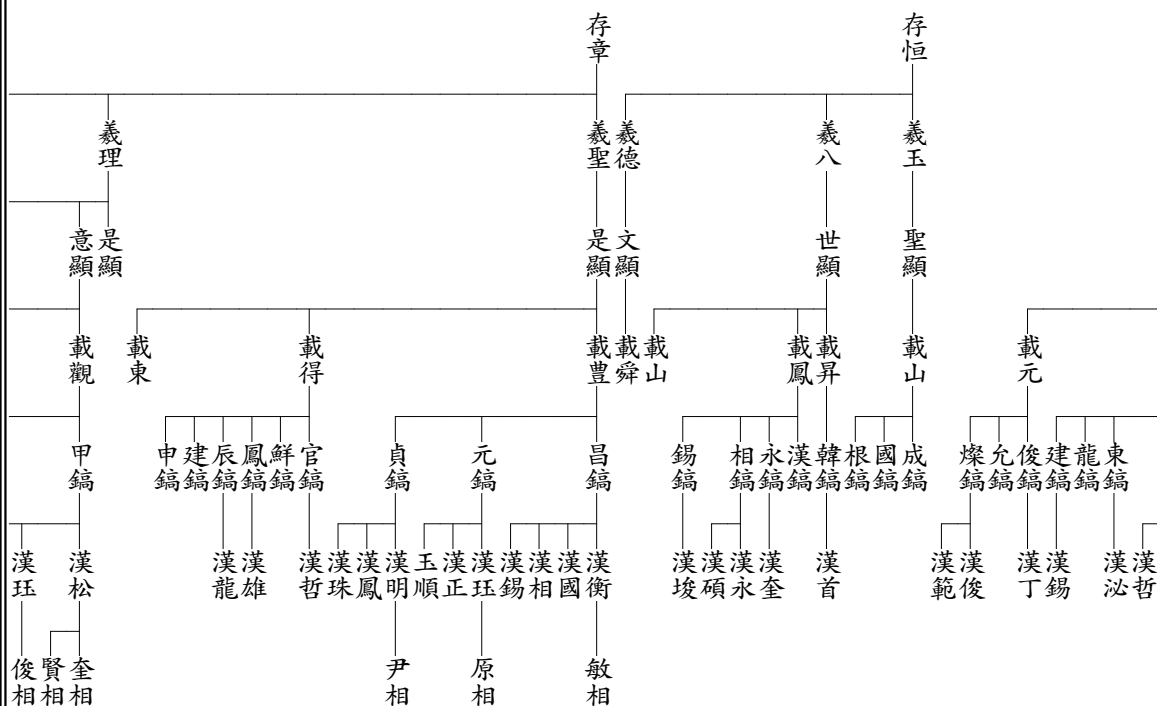 存恒
存章
羲玉
羲八
羲德
羲聖
羲理
聖顯
世顯
文顯
是顯
是顯
意顯
載元
載山
載昇
載鳳
載山
載舜
載豊
載得
載東
載觀
東鎬
龍鎬
建鎬
俊鎬
允鎬
燦鎬
成鎬
國鎬
根鎬
韓鎬
漢鎬
永鎬
相鎬
錫鎬
昌鎬
元鎬
貞鎬
官鎬
鮮鎬
鳳鎬
辰鎬
建鎬
申鎬
甲鎬
漢哲
漢泌
漢錫
漢丁
漢俊
漢範
漢首
漢奎
漢永
漢碩
漢埈
漢衡
漢國
漢相
漢錫
漢珏
漢正
玉順
漢明
漢鳳
漢珠
漢哲
漢雄
漢龍
漢松
漢珏
敏相
原相
尹相
奎相
賢相
俊相